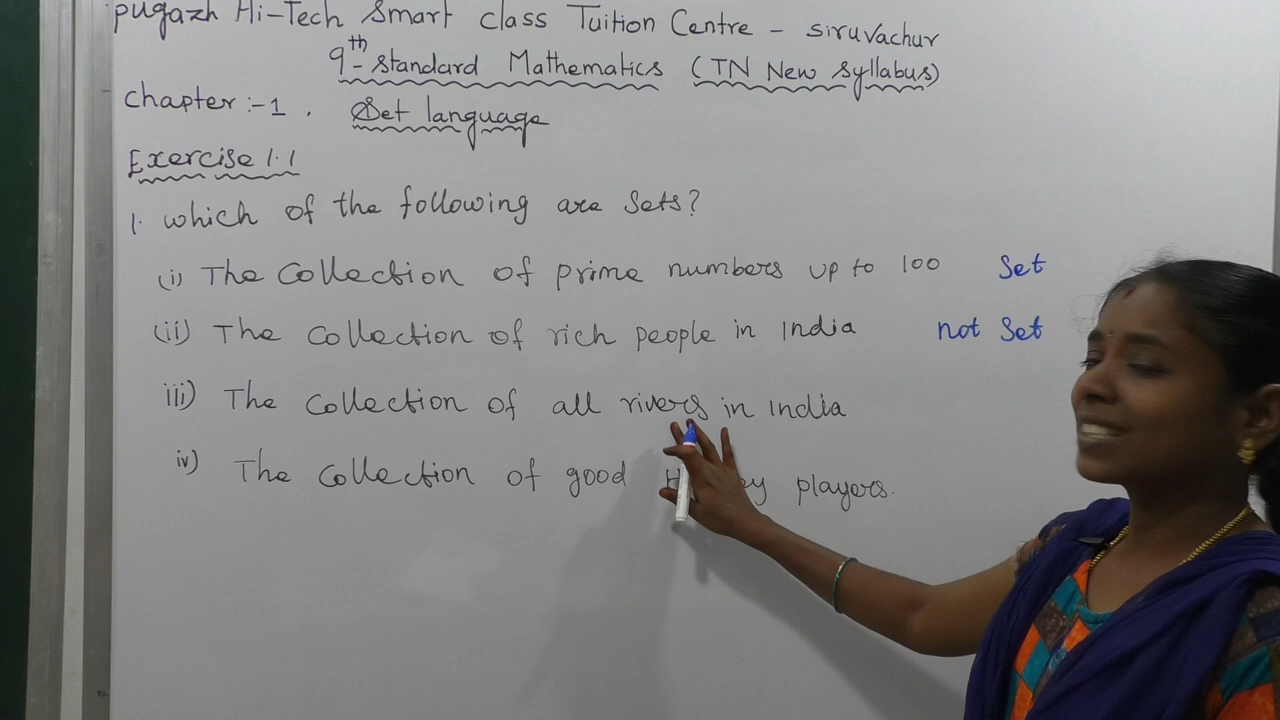 pugazh Hi-Tech Smart class Tuition Centre - siruvachur
9th - standard Mathematics (TN New Syllabus)
Chapter :- 1 . Set language
Exercise 1.1
1. which of the following are Sets?
(i) The Collection of prime numbers up to 100 Set
(ii) The Collection of rich people in India not Set
iii) The Collection of all rivers in India
iv) The Collection of good players.